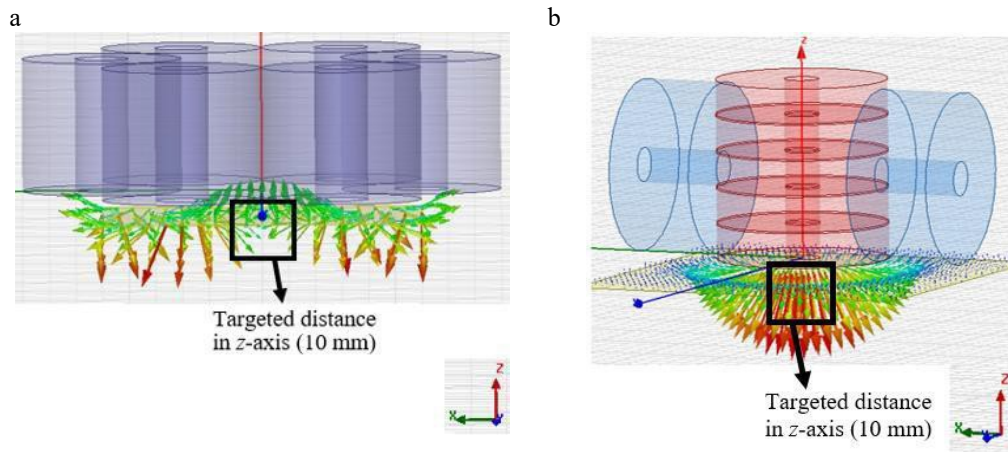 a
b
z
Targeted distance
in z-axis (10 mm)
Z
X
Y
Targeted distance
in z-axis (10 mm)
Z
X